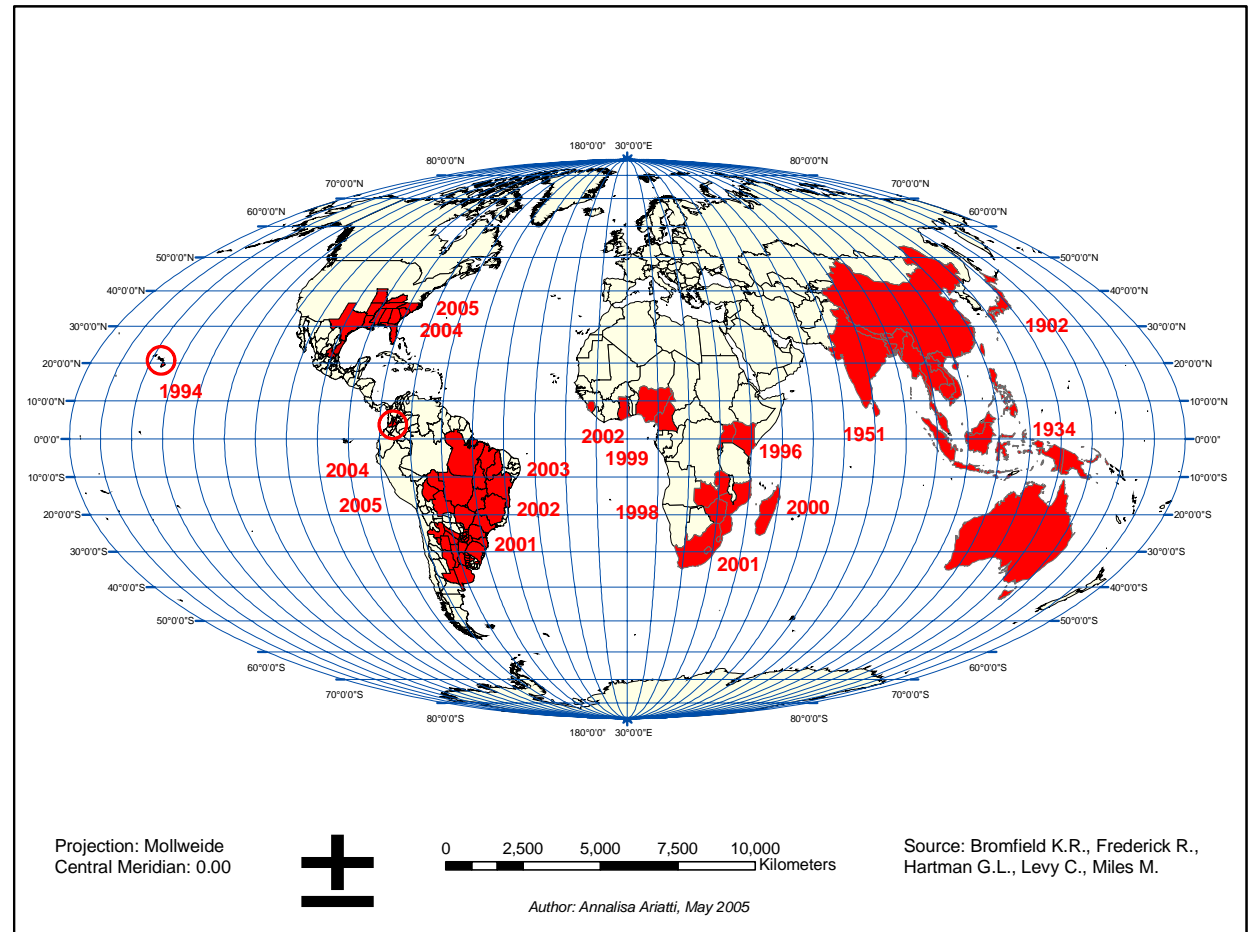 180°0'0" 30°0'0"E
80°0'0"N 80°0'0"N
70°0'0"N 70°0'0"N
60°0'0"N 60°0'0"N
50°0'0"N 50°0'0"N
40°0'0"N 40°0'0"N
2005
1902
30°0'0"N 2004 30°0'0"N
20°0'0"N 20°0'0"N
1994
10°0'0"N 10°0'0"N
2002 1951 1934
0°0'0" 0°0'0"
1999 1996
2004 2003
10°0'0"S 10°0'0"S
2005 2002 1998 2000
20°0'0"S 20°0'0"S
2001
30°0'0"S 30°0'0"S
2001
40°0'0"S 40°0'0"S
50°0'0"S 50°0'0"S
60°0'0"S 60°0'0"S
70°0'0"S 70°0'0"S
80°0'0"S 80°0'0"S
180°0'0" 30°0'0"E
Projection: Mollweide
Central Meridian: 0.00
0 2,500 5,000 7,500 10,000
Kilometers
Author: Annalisa Ariatti, May 2005
Source: Bromfield K.R., Frederick R.,
Hartman G.L., Levy C., Miles M.